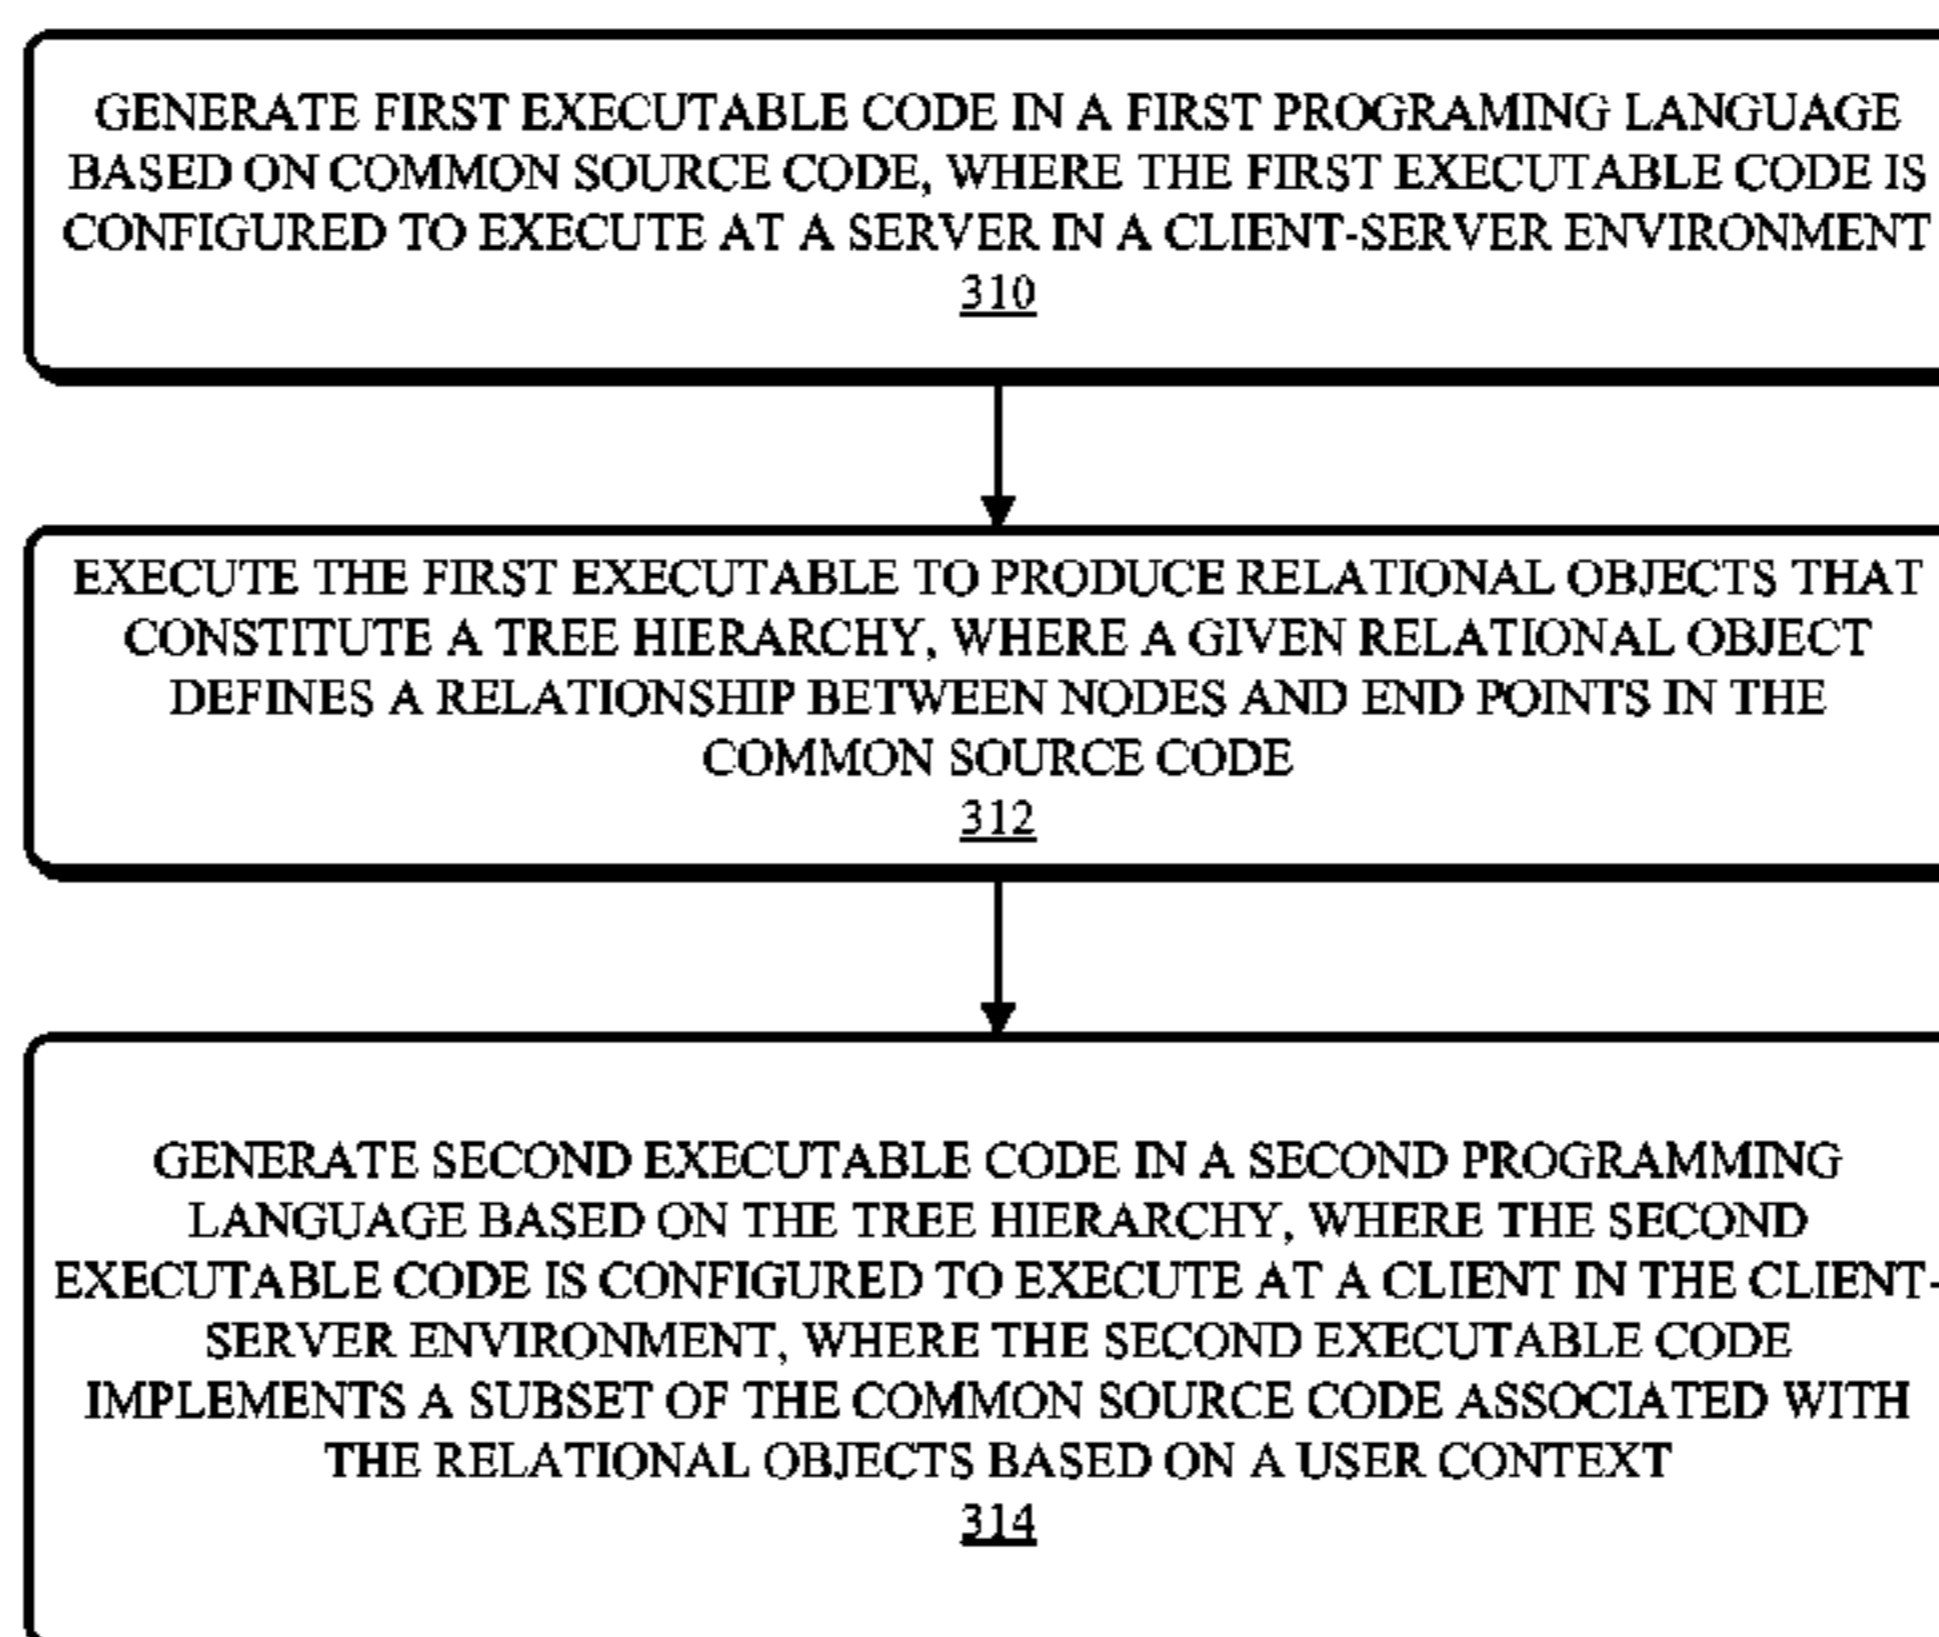 GENERATE FIRST EXECUTABLE CODE IN A FIRST PROGRAMING LANGUAGE
BASED ON COMMON SOURCE CODE, WHERE THE FIRST EXECUTABLE CODE IS
CONFIGURED TO EXECUTE AT A SERVER IN A CLIENT-SERVER ENVIRONMENT
310
EXECUTE THE FIRST EXECUTABLE TO PRODUCE RELATIONAL OBJECTS THAT
CONSTITUTE A TREE HIERARCHY, WHERE A GIVEN RELATIONAL OBJECT
DEFINES A RELATIONSHIP BETWEEN NODES AND END POINTS IN THE
COMMON SOURCE CODE
312
GENERATE SECOND EXECUTABLE CODE IN A SECOND PROGRAMMING
LANGUAGE BASED ON THE TREE HIERARCHY, WHERE THE SECOND
EXECUTABLE CODE IS CONFIGURED TO EXECUTE AT A CLIENT IN THE CLIENT-
SERVER ENVIRONMENT, WHERE THE SECOND EXECUTABLE CODE
IMPLEMENTS A SUBSET OF THE COMMON SOURCE CODE ASSOCIATED WITH
THE RELATIONAL OBJECTS BASED ON A USER CONTEXT
314